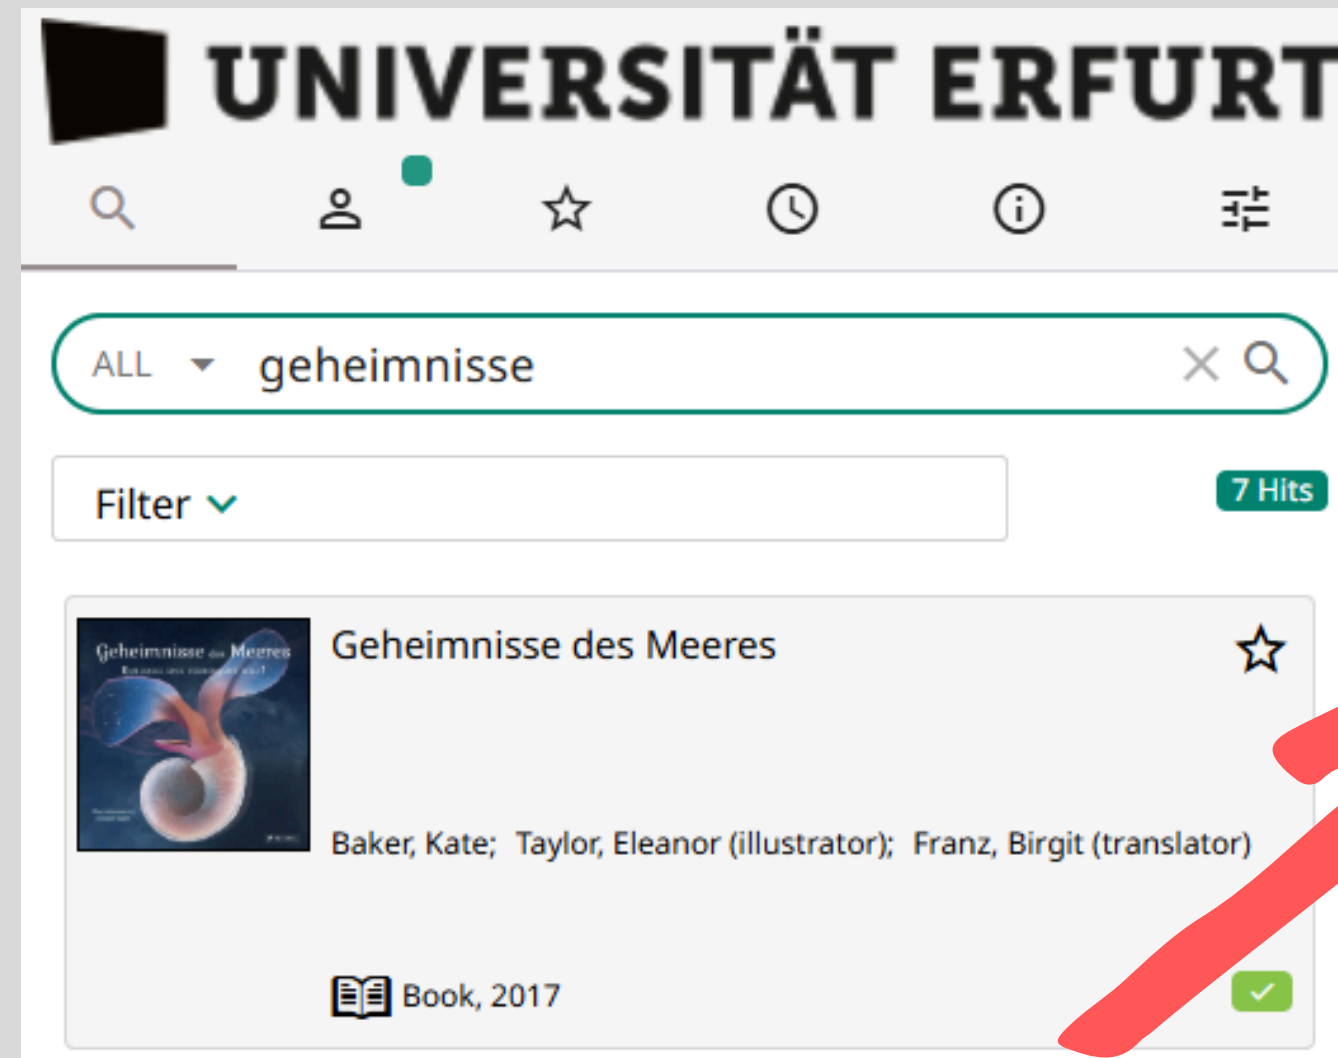 UNIVERSITÄT ERFURT
ALL geheimnisse
Filter
7 Hits
Geheimnisse des Meeres
Geheimnisse des Meeres
Baker, Kate; Taylor, Eleanor (illustrator); Franz, Birgit (translator)
Book, 2017